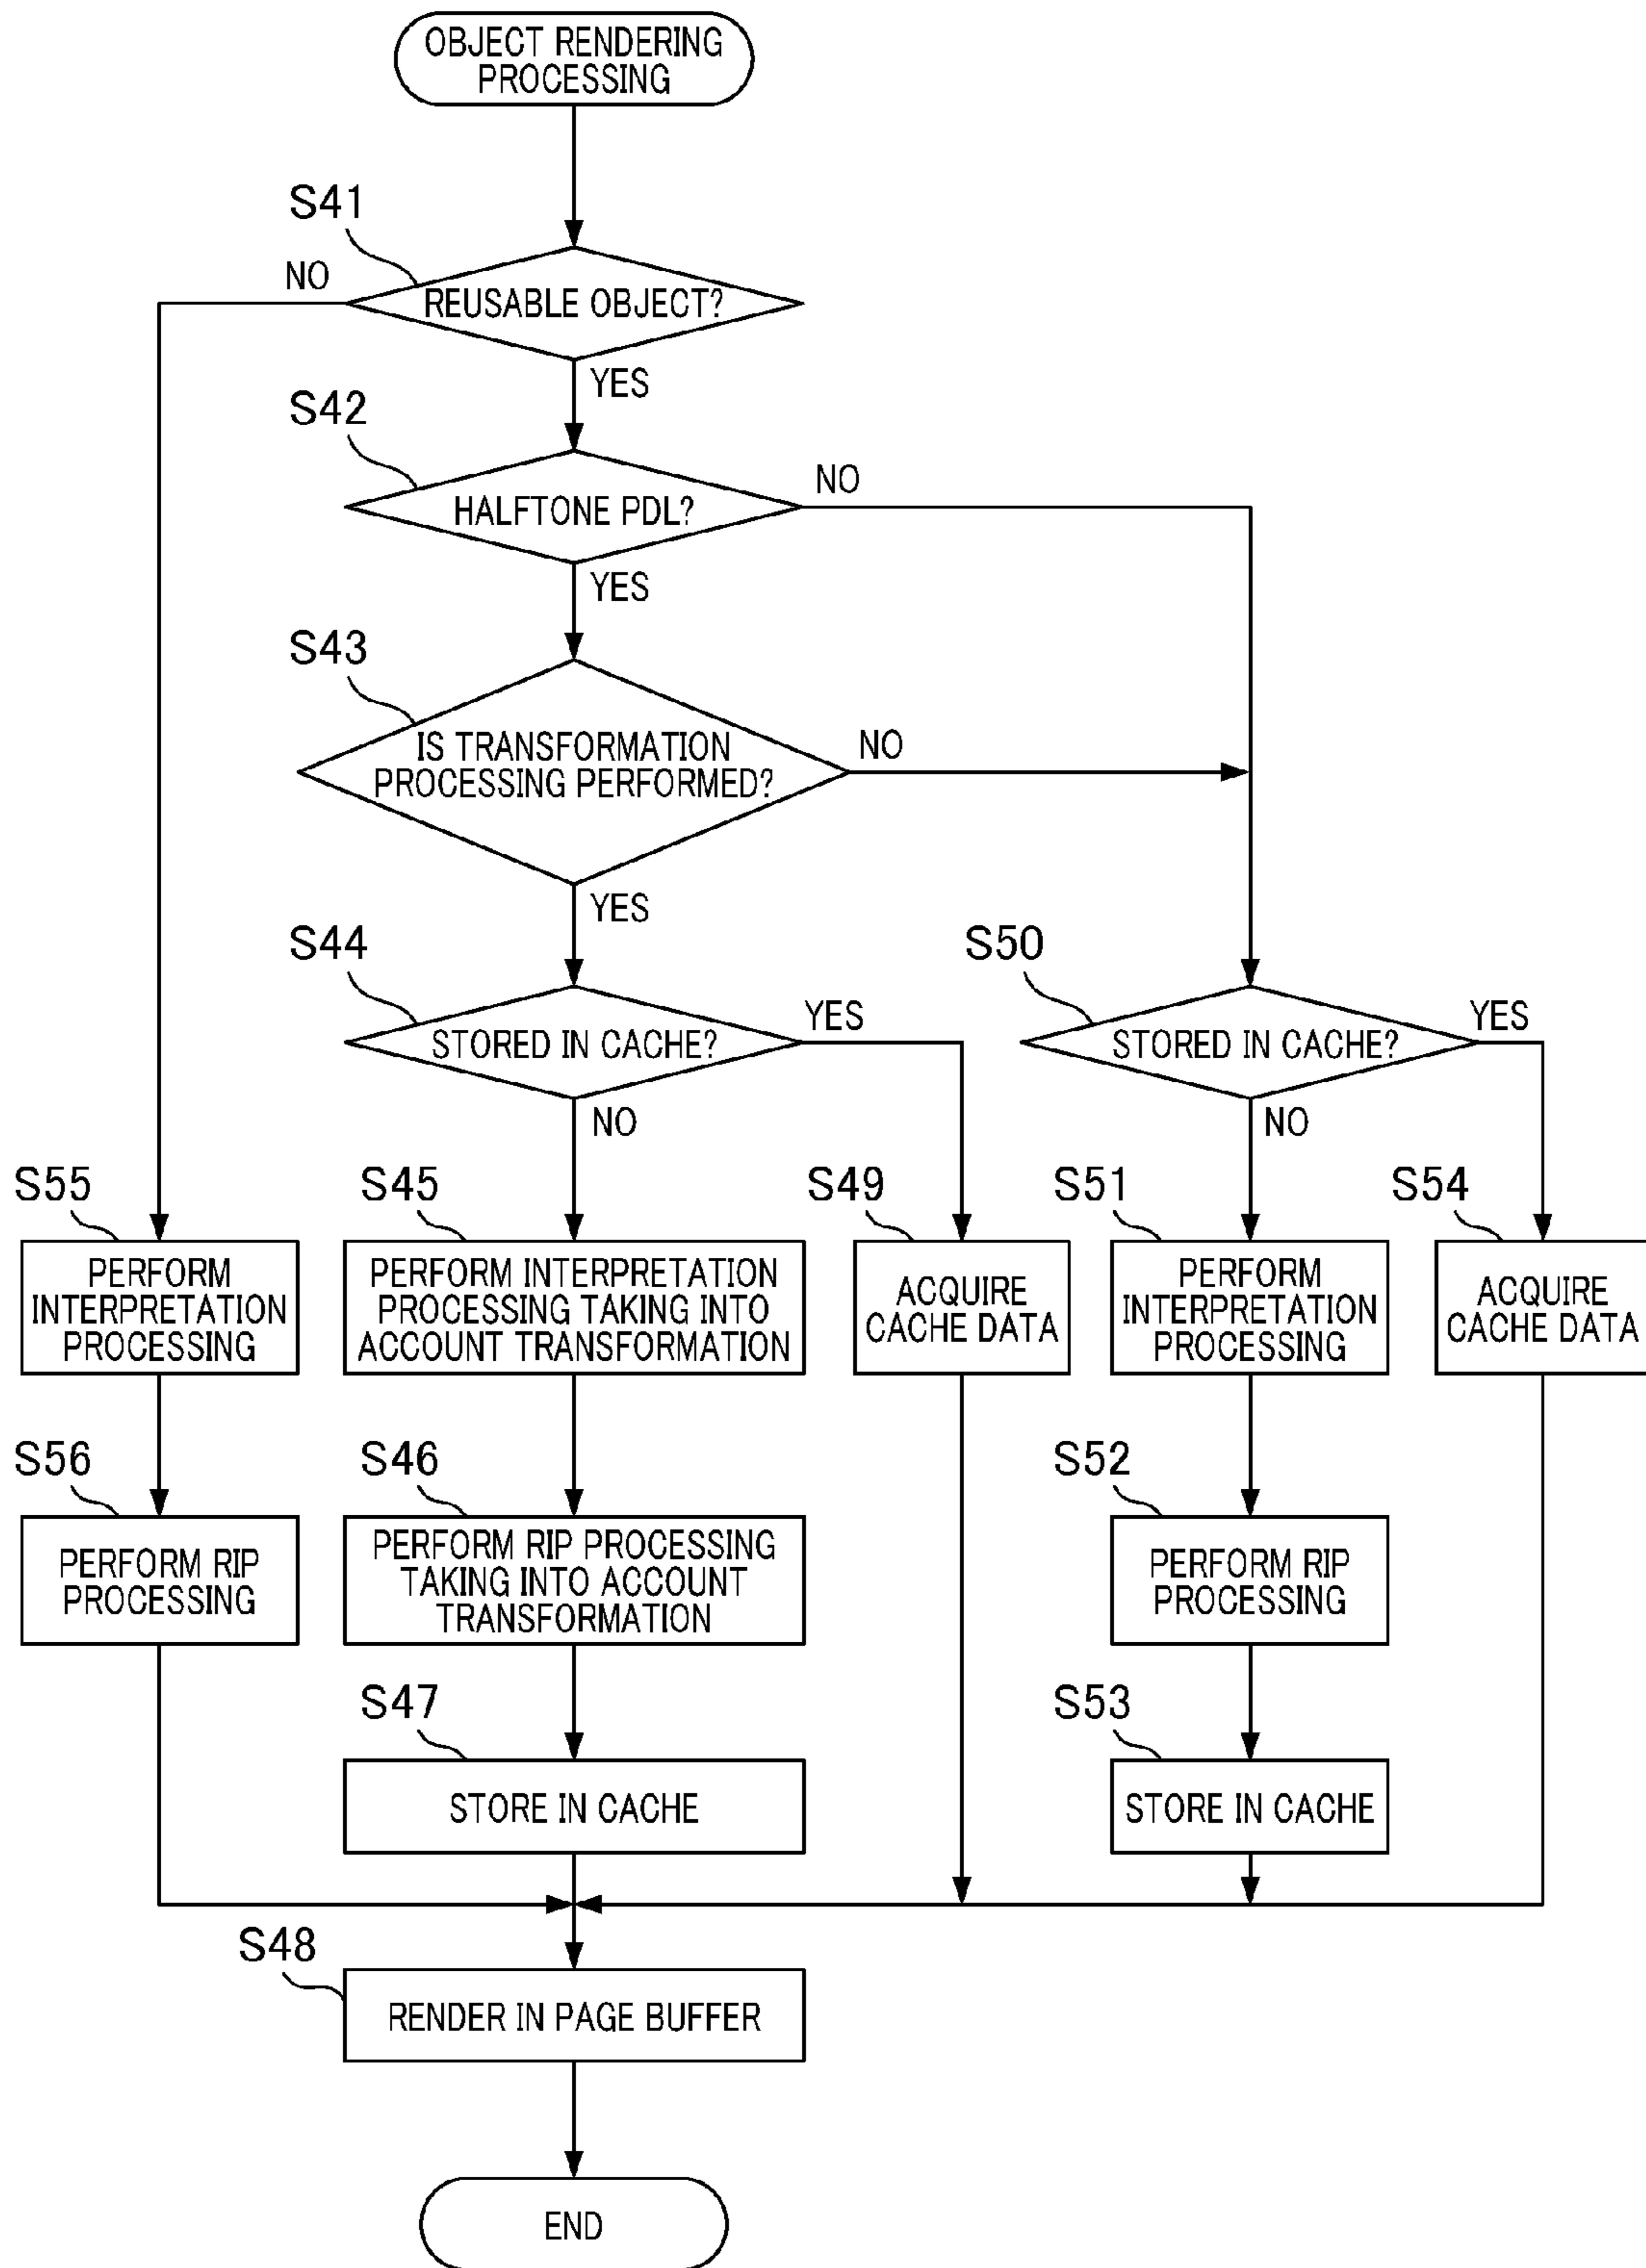 OBJECT RENDERING
PROCESSING
S41
NO
REUSABLE OBJECT?
YES
S42
NO
HALFTONE PDL?
YES
S43
IS TRANSFORMATION
PROCESSING PERFORMED?
NO
YES
S44
S50
YES
YES
STORED IN CACHE?
STORED IN CACHE?
NO
NO
S55
S45
S49
S51
S54
PERFORM
INTERPRETATION
PROCESSING
PERFORM INTERPRETATION
PROCESSING TAKING INTO
ACCOUNT TRANSFORMATION
ACQUIRE
CACHE DATA
PERFORM
INTERPRETATION
PROCESSING
ACQUIRE
CACHE DATA
S56
S46
S52
PERFORM RIP
PROCESSING
PERFORM RIP PROCESSING
TAKING INTO ACCOUNT
TRANSFORMATION
PERFORM RIP
PROCESSING
S47
S53
STORE IN CACHE
STORE IN CACHE
S48
RENDER IN PAGE BUFFER
END